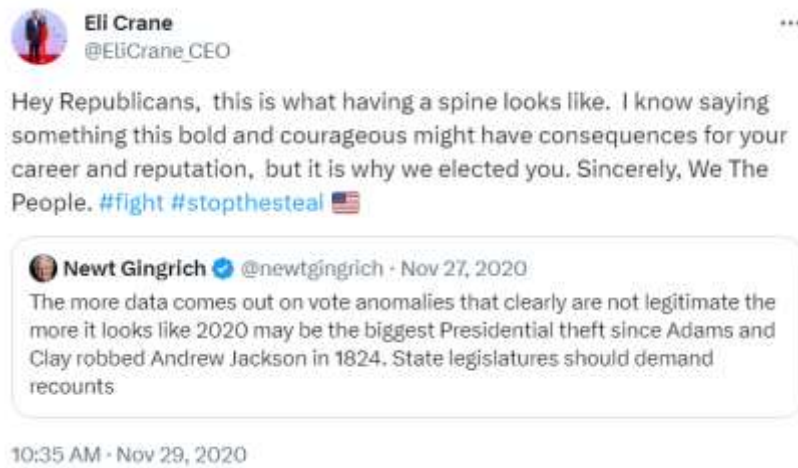 Eli Crane
@EliCrane_CEO
Hey Republicans, this is what having a spine looks like. I know saying
something this bold and courageous might have consequences for your
career and reputation, but it is why we elected you. Sincerely, We The
People. #fight #stopthesteal 🇺🇸
Newt Gingrich @newtgingrich · Nov 27, 2020
The more data comes out on vote anomalies that clearly are not legitimate the
more it looks like 2020 may be the biggest Presidential theft since Adams and
Clay robbed Andrew Jackson in 1824. State legislatures should demand
recounts
10:35 AM · Nov 29, 2020